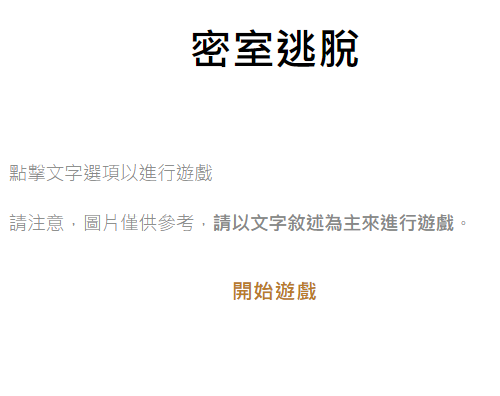 密室逃脫
點擊文字選項以進行遊戲
請注意，圖片僅供參考，請以文字敘述為主來進行遊戲。
開始遊戲